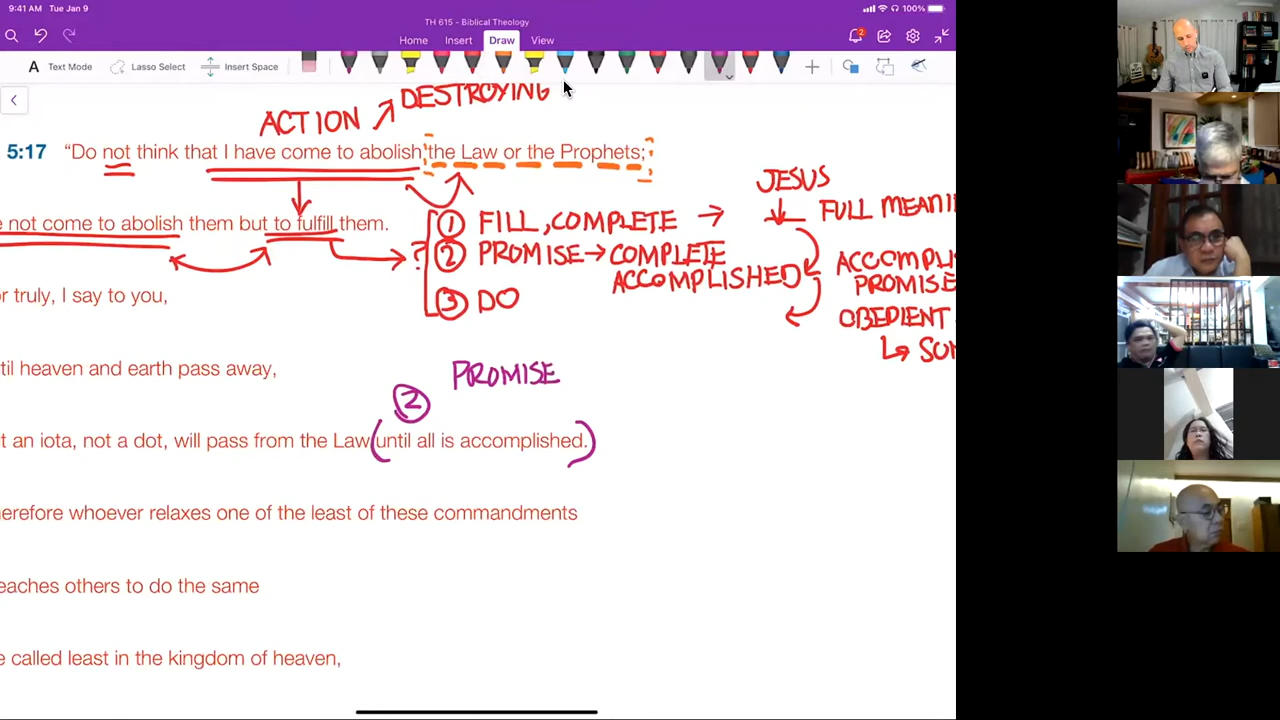 9:41 AM Tue Jan 9
100%
TH 615 - Biblical Theology
Home Insert Draw View
2
A Text Mode Lasso Select Insert Space
DESTROYING
ACTION
5:17 “Do not think that I have come to abolish the Law or the Prophets;
JESUS
FULL MEANI
e not come to abolish them but to fulfill them.
? 1 FILL, COMPLETE
2 PROMISE → COMPLETE
ACCOMPLISHED
ACCOMPLI
PROMISE
3 DO
OBEDIENT
or truly, I say to you,
til heaven and earth pass away,
PROMISE
2
t an iota, not a dot, will pass from the Law (until all is accomplished.)
herefore whoever relaxes one of the least of these commandments
eaches others to do the same
e called least in the kingdom of heaven,